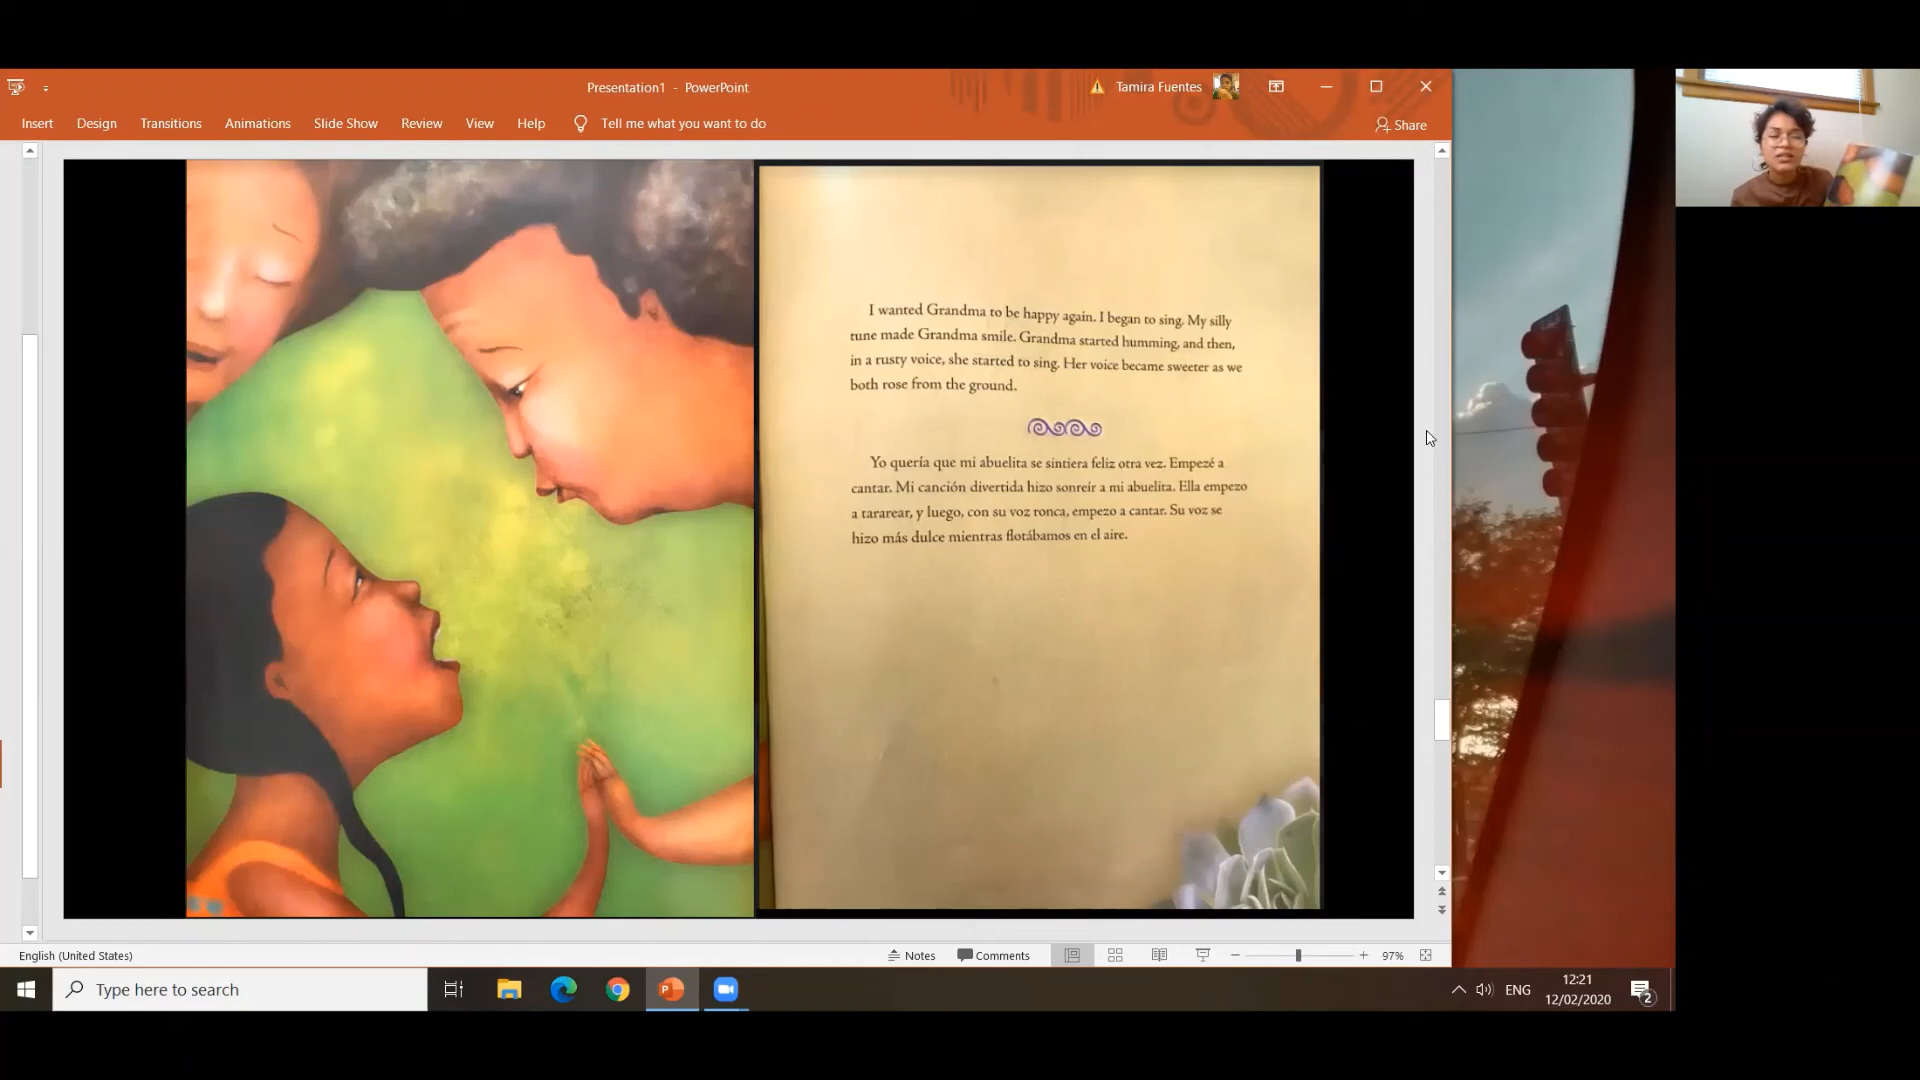 Presentation1 - PowerPoint
Tamira Fuentes
Insert Design Transitions Animations Slide Show Review View Help Tell me what you want to do
Share
I wanted Grandma to be happy again. I began to sing. My silly
tune made Grandma smile. Grandma started humming, and then,
in a rusty voice, she started to sing. Her voice became sweeter as we
both rose from the ground.
Yo quería que mi abuelita se sintiera feliz otra vez. Empezé a
cantar. Mi canción divertida hizo sonreír a mi abuelita. Ella empezo
a tararear, y luego, con su voz ronca, empezo a cantar. Su voz se
hizo más dulce mientras flotábamos en el aire.
English (United States)
Notes Comments
97%
Type here to search
ENG
12:21
12/02/2020
2